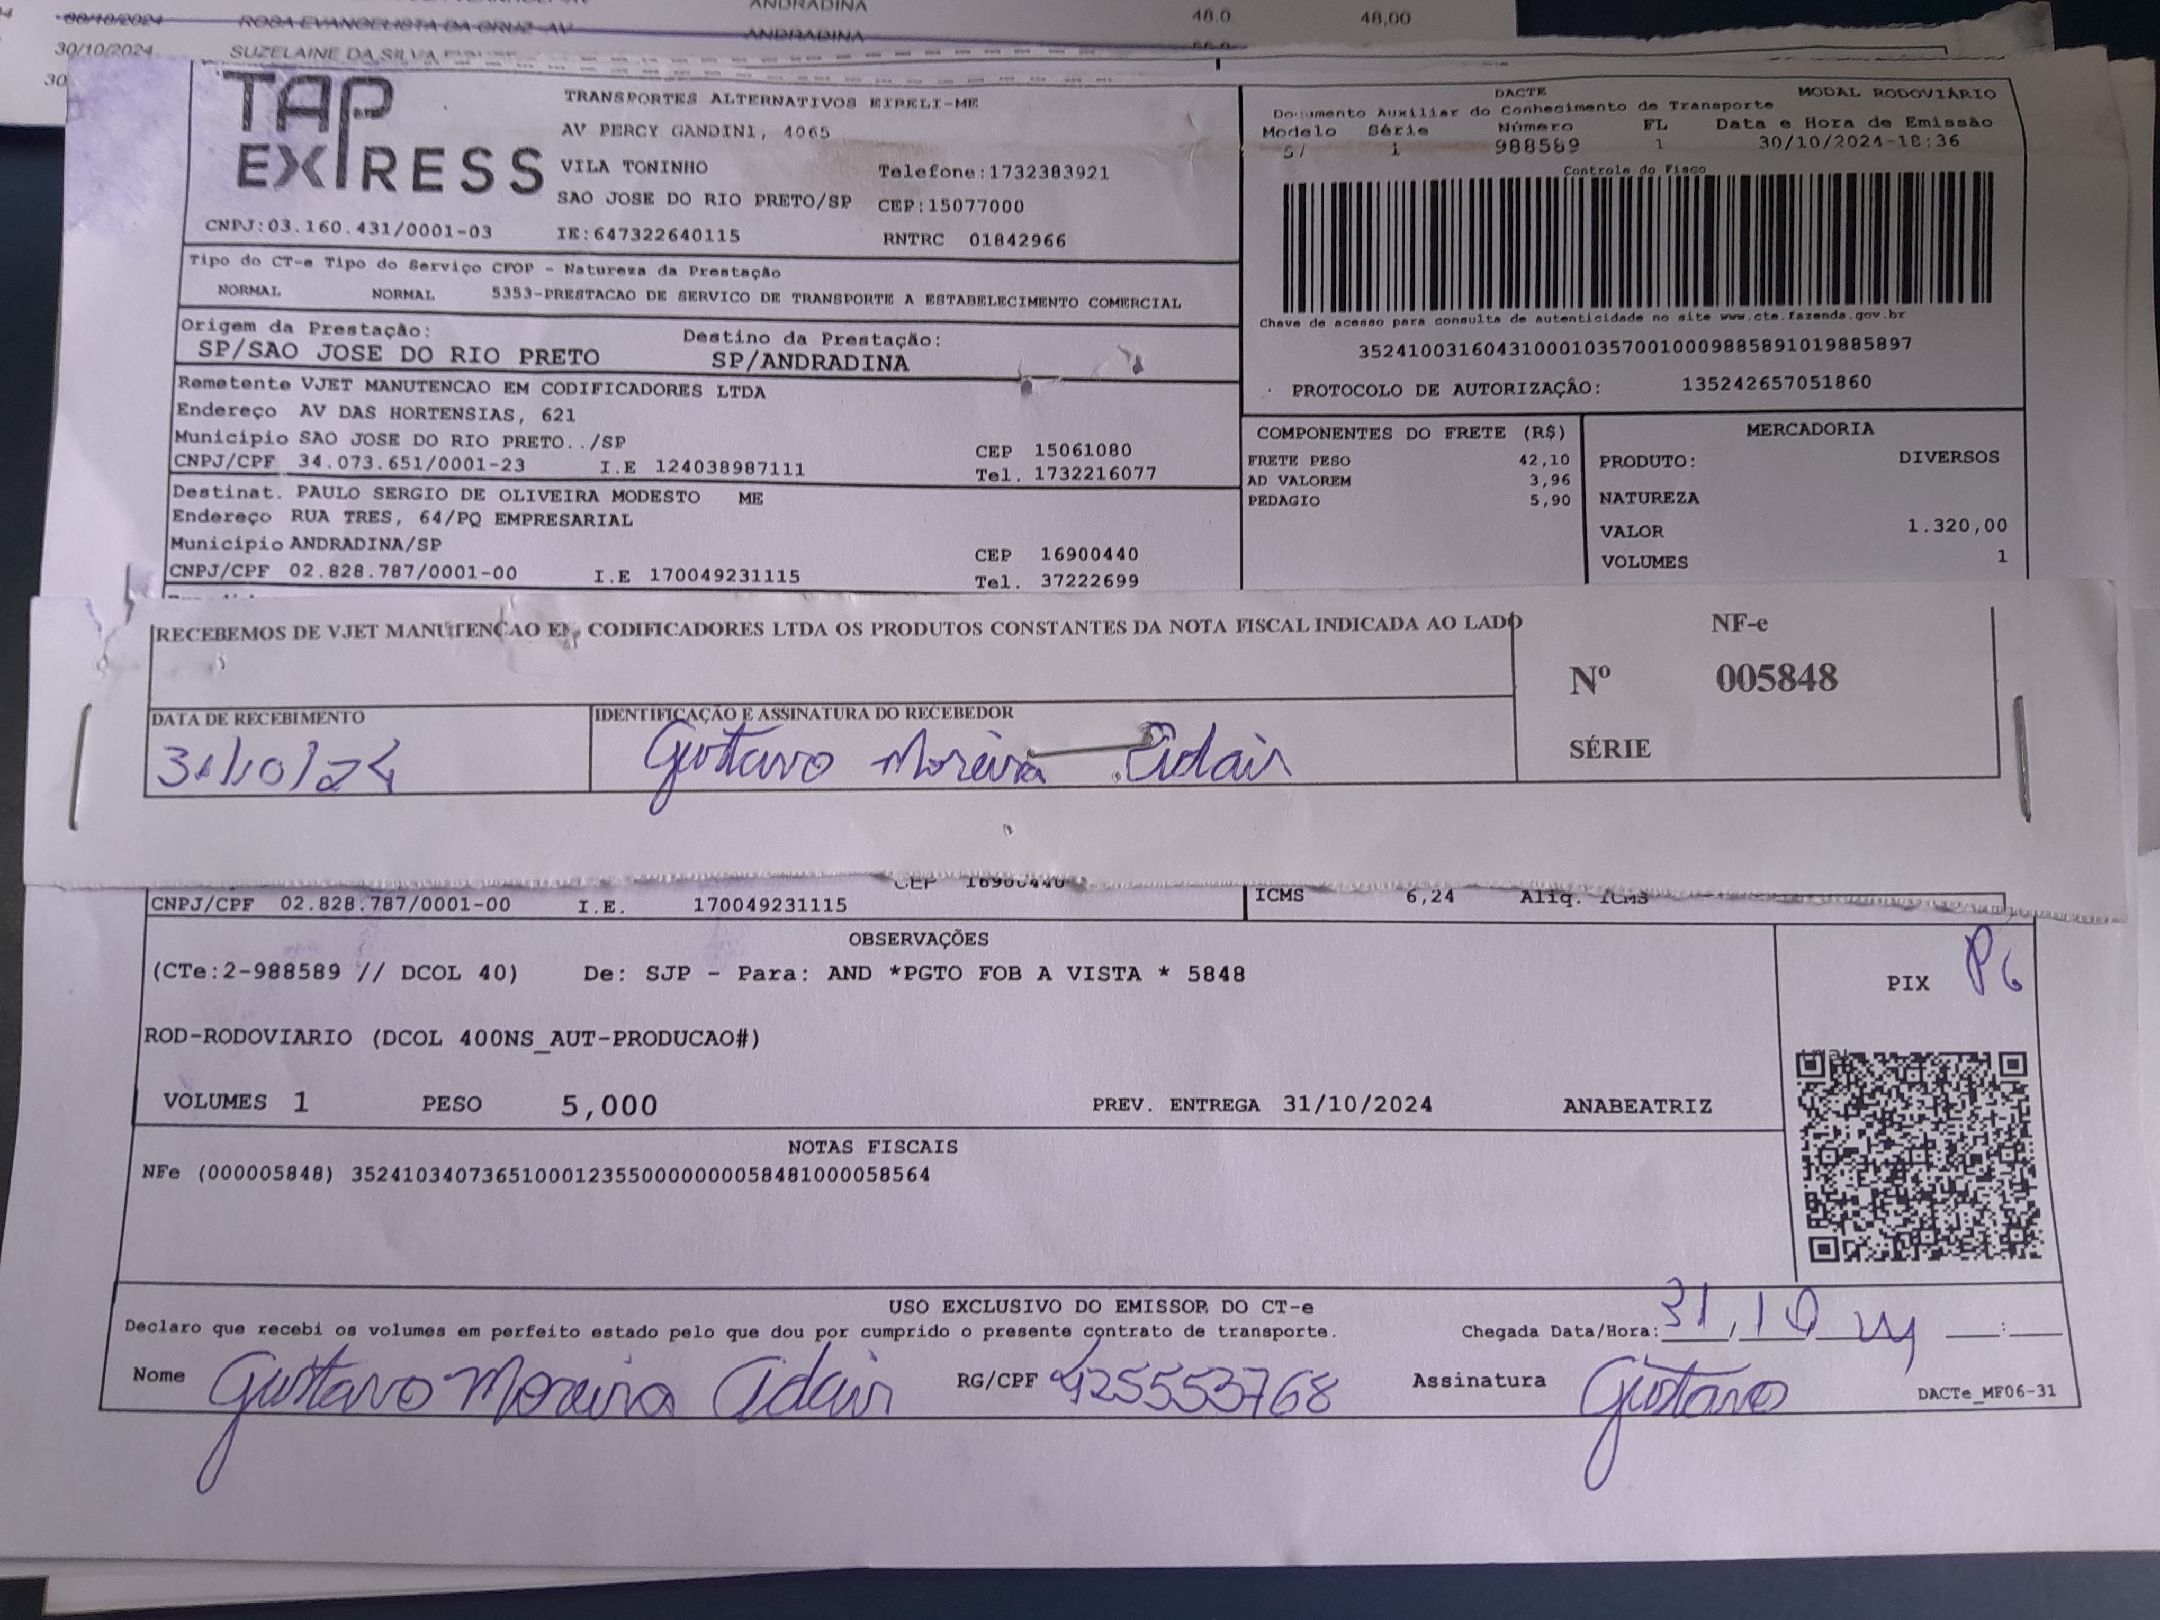 ANDRADINA
30/10/2024 ROSA EVANGELISTA DA CRUZ-AV ANDRADINA 48.0 48,00
30/10/2024 SUZELAINE DA SILVA
30
TAP EXPRESS
TRANSPORTES ALTERNATIVOS EIRELI-ME
AV PERCY GANDINI, 4065
VILA TONINHO Telefone:1732383921
SAO JOSE DO RIO PRETO/SP CEP:15077000
CNPJ:03.160.431/0001-03 IE:647322640115 RNTRC 01842966
DACTE MODAL RODOVIÁRIO
Documento Auxiliar do Conhecimento de Transporte
Modelo Série Número FL Data e Hora de Emissão
57 1 988589 1 30/10/2024-18:36
Controle do Fisco
Chave de acesso para consulta de autenticidade no site www.cte.fazenda.gov.br
35241003160431000103570010009885891019885897
PROTOCOLO DE AUTORIZAÇÃO: 135242657051860
Tipo do CT-e Tipo do Serviço CFOP - Natureza da Prestação
NORMAL NORMAL 5353-PRESTACAO DE SERVICO DE TRANSPORTE A ESTABELECIMENTO COMERCIAL
Origem da Prestação: Destino da Prestação:
SP/SAO JOSE DO RIO PRETO SP/ANDRADINA
Remetente VJET MANUTENCAO EM CODIFICADORES LTDA
Endereço AV DAS HORTENSIAS, 621
Município SAO JOSE DO RIO PRETO../SP CEP 15061080
CNPJ/CPF 34.073.651/0001-23 I.E 124038987111 Tel. 1732216077
Destinat. PAULO SERGIO DE OLIVEIRA MODESTO ME
Endereço RUA TRES, 64/PQ EMPRESARIAL
Município ANDRADINA/SP CEP 16900440
CNPJ/CPF 02.828.787/0001-00 I.E 170049231115 Tel. 37222699
COMPONENTES DO FRETE (R$)
FRETE PESO 42,10
AD VALOREM 3,96
PEDAGIO 5,90
MERCADORIA
PRODUTO: DIVERSOS
NATUREZA
VALOR 1.320,00
VOLUMES 1
RECEBEMOS DE VJET MANUTENCAO EM CODIFICADORES LTDA OS PRODUTOS CONSTANTES DA NOTA FISCAL INDICADA AO LADO
NF-e
Nº 005848
SÉRIE
DATA DE RECEBIMENTO IDENTIFICAÇÃO E ASSINATURA DO RECEBEDOR
31/10/24 Gustavo Moreira Adair
CEP 16900440
CNPJ/CPF 02.828.787/0001-00 I.E. 170049231115
ICMS 6,24 Aliq. ICMS
OBSERVAÇÕES
(CTe:2-988589 // DCOL 40) De: SJP - Para: AND *PGTO FOB A VISTA * 5848
PIX PG
ROD-RODOVIARIO (DCOL 400NS_AUT-PRODUCAO#)
VOLUMES 1 PESO 5,000 PREV. ENTREGA 31/10/2024 ANABEATRIZ
NOTAS FISCAIS
NFe (000005848) 35241034073651000123550000000058481000058564
USO EXCLUSIVO DO EMISSOR DO CT-e
Declaro que recebi os volumes em perfeito estado pelo que dou por cumprido o presente contrato de transporte. Chegada Data/Hora: 31/10 24 :
Nome Gustavo Moreira Adair RG/CPF 425553768 Assinatura Gustavo
DACTe_MF06-31